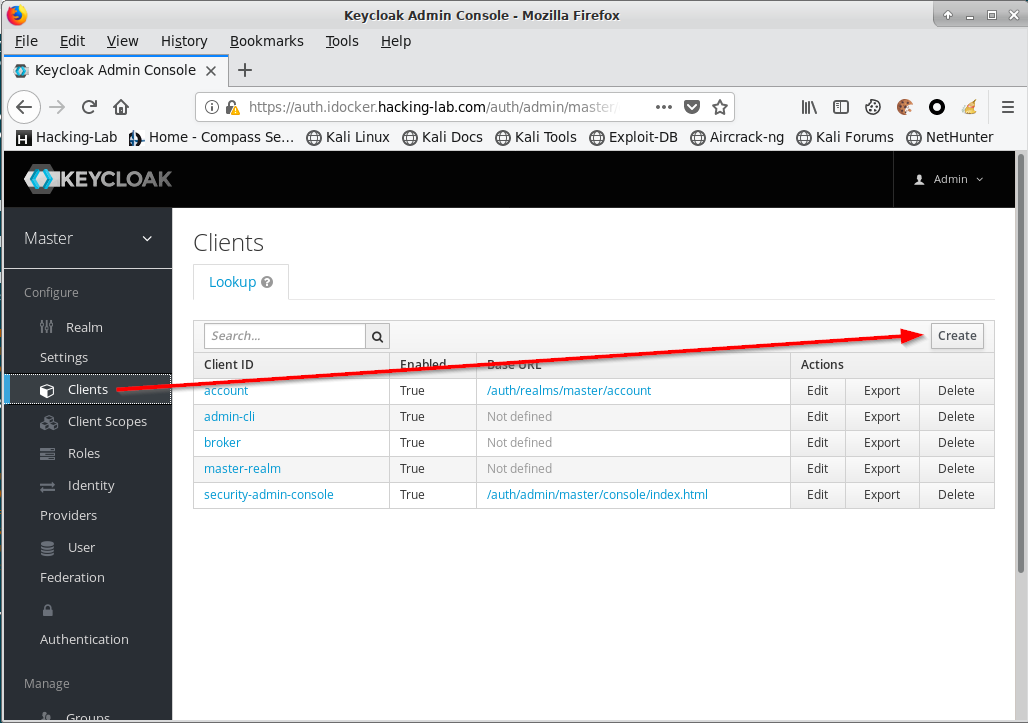 Keycloak Admin Console - Mozilla Firefox
File Edit View History Bookmarks Tools Help
Keycloak Admin Console
https://auth.idocker.hacking-lab.com/auth/admin/master/
Hacking-Lab Home - Compass Se... Kali Linux Kali Docs Kali Tools Exploit-DB Aircrack-ng Kali Forums NetHunter
KEYCLOAK Admin
Master
Clients
Lookup
Configure
Realm
Settings
Clients
Client Scopes
Roles
Identity
Providers
User
Federation
Authentication
Manage
Groups
Search... Create
Client ID Enabled Base URL Actions
account True /auth/realms/master/account Edit Export Delete
admin-cli True Not defined Edit Export Delete
broker True Not defined Edit Export Delete
master-realm True Not defined Edit Export Delete
security-admin-console True /auth/admin/master/console/index.html Edit Export Delete